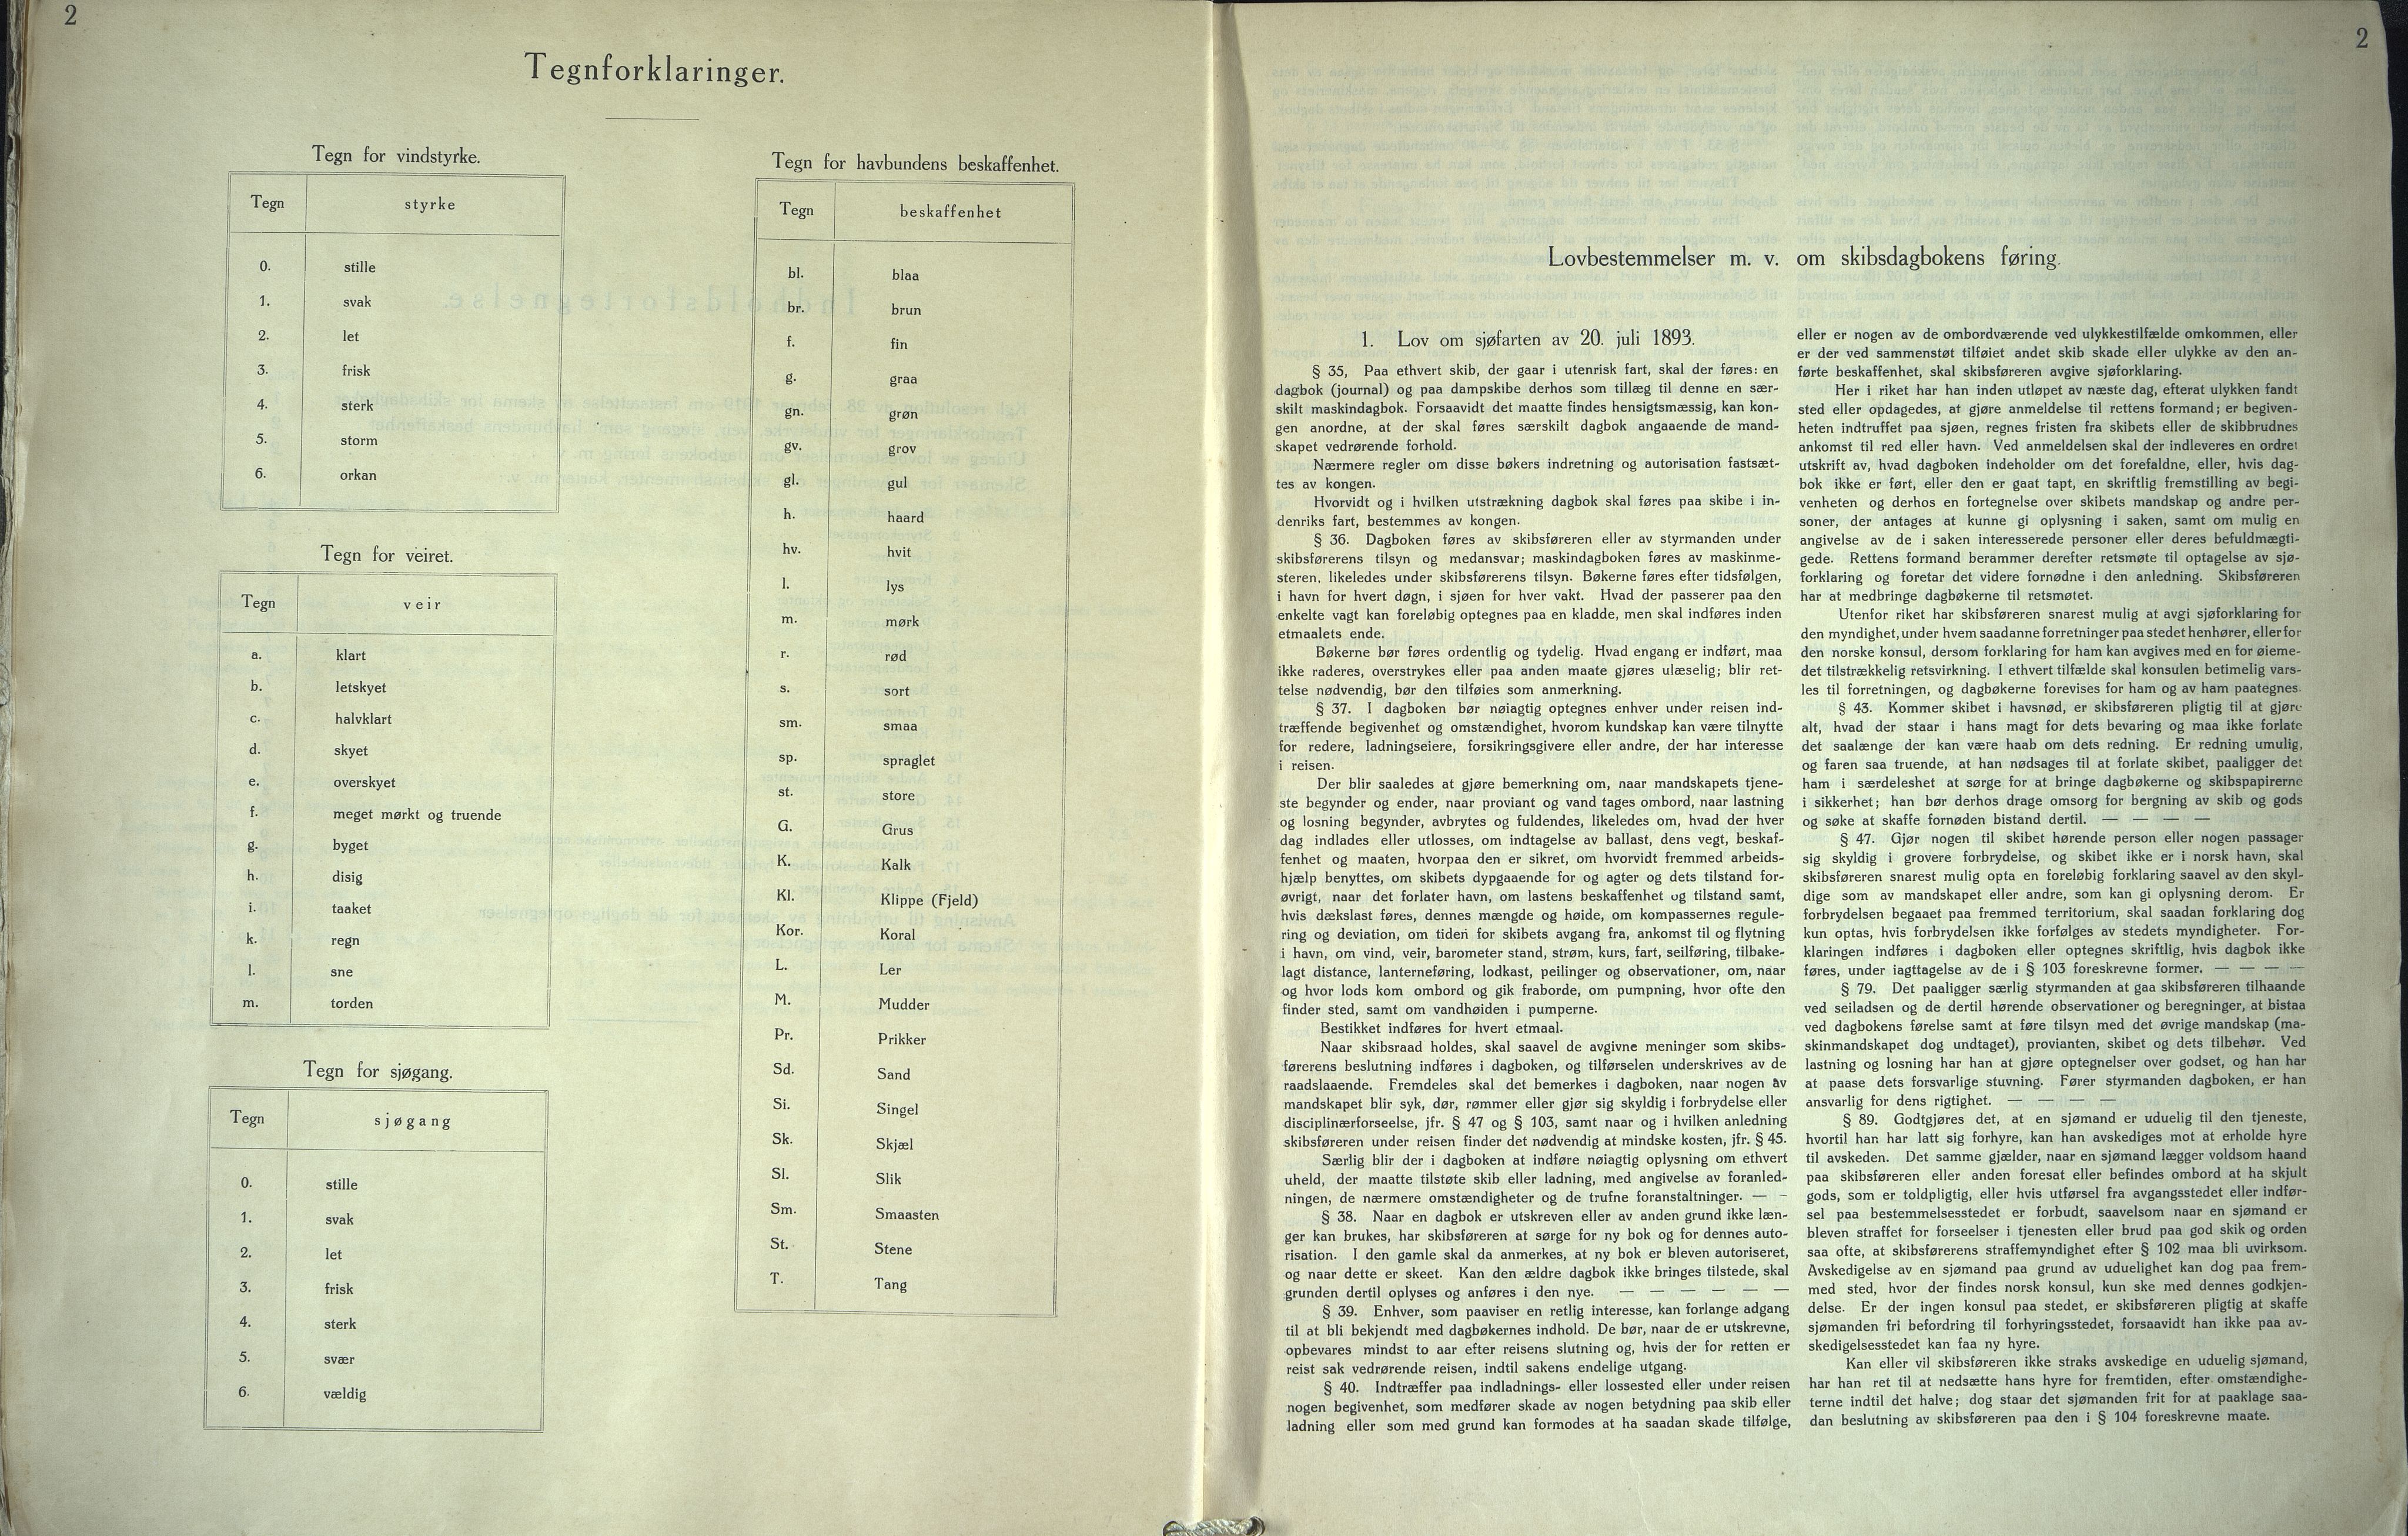 2
Tegnforklaringer.
Tegn for vindstyrke.
Tegn styrke
0. stille
1. svak
2. let
3. frisk
4. sterk
5. storm
6. orkan
Tegn for veiret.
Tegn veir
a. klart
b. letskyet
c. halvklart
d. skyet
e. overskyet
f. meget mørkt og truende
g. byget
h. disig
i. taaket
k. regn
l. sne
m. torden
Tegn for sjøgang.
Tegn sjøgang
0. stille
1. svak
2. let
3. frisk
4. sterk
5. svær
6. vældig
Tegn for havbundens beskaffenhet.
Tegn beskaffenhet
bl. blaa
br. brun
f. fin
g. graa
gn. grøn
gv. grov
gl. gul
h. haard
hv. hvit
l. lys
m. mørk
r. rød
s. sort
sm. smaa
sp. spraglet
st. store
G. Grus
K. Kalk
Kl. Klippe (Fjeld)
Kor. Koral
L. Ler
M. Mudder
Pr. Prikker
Sd. Sand
Si. Singel
Sk. Skjæl
Sl. Slik
Sm. Smaasten
St. Stene
T. Tang
2
Lovbestemmelser m. v. om skibsdagbokens føring.
1. Lov om sjøfarten av 20. juli 1893.
§ 35, Paa ethvert skib, der gaar i utenrisk fart, skal der føres: en
dagbok (journal) og paa dampskibe derhos som tillæg til denne en sær-
skilt maskindagbok. Forsaavidt det maatte findes hensigtsmæssig, kan kon-
gen anordne, at der skal føres særskilt dagbok angaaende de mand-
skapet vedrørende forhold.
Nærmere regler om disse bøkers indretning og autorisation fastsæt-
tes av kongen.
Hvorvidt og i hvilken utstrækning dagbok skal føres paa skibe i in-
denriks fart, bestemmes av kongen.
§ 36. Dagboken føres av skibsføreren eller av styrmanden under
skibsførerens tilsyn og medansvar; maskindagboken føres av maskinme-
steren, likeledes under skibsførerens tilsyn. Bøkerne føres efter tidsfølgen,
i havn for hvert døgn, i sjøen for hver vakt. Hvad der passerer paa den
enkelte vagt kan foreløbig optegnes paa en kladde, men skal indføres inden
etmaalets ende.
Bøkerne bør føres ordentlig og tydelig. Hvad engang er indført, maa
ikke raderes, overstrykes eller paa anden maate gjøres ulæselig; blir ret-
telse nødvendig, bør den tilføies som anmerkning.
§ 37. I dagboken bør nøiagtig optegnes enhver under reisen ind-
træffende begivenhet og omstændighet, hvorom kundskap kan være tilnytte
for redere, ladningseiere, forsikringsgivere eller andre, der har interesse
i reisen.
Der blir saaledes at gjøre bemerkning om, naar mandskapets tjene-
ste begynder og ender, naar proviant og vand tages ombord, naar lastning
og losning begynder, avbrytes og fuldendes, likeledes om, hvad der hver
dag indlades eller utlosses, om indtagelse av ballast, dens vegt, beskaf-
fenhet og maaten, hvorpaa den er sikret, om hvorvidt fremmed arbeids-
hjælp benyttes, om skibets dypgaaende for og agter og dets tilstand for-
øvrigt, naar det forlater havn, om lastens beskaffenhet og tilstand samt,
hvis dækslast føres, dennes mængde og høide, om kompassernes regule-
ring og deviation, om tiden for skibets avgang fra, ankomst til og flytning
i havn, om vind, veir, barometer stand, strøm, kurs, fart, seilføring, tilbake-
lagt distance, lanterneføring, lodkast, peilinger og observationer, om, naar
og hvor lods kom ombord og gik fraborde, om pumpning, hvor ofte den
finder sted, samt om vandhøiden i pumperne.
Bestikket indføres for hvert etmaal.
Naar skibsraad holdes, skal saavel de avgivne meninger som skibs-
førerens beslutning indføres i dagboken, og tilførselen underskrives av de
raadslaaende. Fremdeles skal det bemerkes i dagboken, naar nogen av
mandskapet blir syk, dør, rømmer eller gjør sig skyldig i forbrydelse eller
disciplinærforseelse, jfr. § 47 og § 103, samt naar og i hvilken anledning
skibsføreren under reisen finder det nødvendig at mindske kosten, jfr. § 45.
Særlig blir der i dagboken at indføre nøiagtig oplysning om ethvert
uheld, der maatte tilstøte skib eller ladning, med angivelse av foranled-
ningen, de nærmere omstændigheter og de trufne foranstaltninger. — –
§ 38. Naar en dagbok er utskreven eller av anden grund ikke læn-
ger kan brukes, har skibsføreren at sørge for ny bok og for dennes auto-
risation. I den gamle skal da anmerkes, at ny bok er bleven autoriseret,
og naar dette er skeet. Kan den ældre dagbok ikke bringes tilstede, skal
grunden dertil oplyses og anføres i den nye. — — — — — —
§ 39. Enhver, som paaviser en retlig interesse, kan forlange adgang
til at bli bekjendt med dagbøkernes indhold. De bør, naar de er utskrevne,
opbevares mindst to aar efter reisens slutning og, hvis der for retten er
reist sak vedrørende reisen, indtil sakens endelige utgang.
§ 40. Indtræffer paa indladnings- eller lossested eller under reisen
nogen begivenhet, som medfører skade av nogen betydning paa skib eller
ladning eller som med grund kan formodes at ha saadan skade tilfølge,
eller er nogen av de ombordværende ved ulykkestilfælde omkommen, eller
er der ved sammenstøt tilføiet andet skib skade eller ulykke av den an-
førte beskaffenhet, skal skibsføreren avgive sjøforklaring.
Her i riket har han inden utløpet av næste dag, efterat ulykken fandt
sted eller opdagedes, at gjøre anmeldelse til rettens formand; er begiven-
heten indtruffet paa sjøen, regnes fristen fra skibets eller de skibbrudnes
ankomst til red eller havn. Ved anmeldelsen skal der indleveres en ordret
utskrift av, hvad dagboken indeholder om det forefaldne, eller, hvis dag-
bok ikke er ført, eller den er gaat tapt, en skriftlig fremstilling av begi-
venheten og derhos en fortegnelse over skibets mandskap og andre per-
soner, der antages at kunne gi oplysning i saken, samt om mulig en
angivelse av de i saken interesserede personer eller deres befuldmægti-
gede. Rettens formand berammer derefter retsmøte til optagelse av sjø-
forklaring og foretar det videre fornødne i den anledning. Skibsføreren
har at medbringe dagbøkerne til retsmøtet.
Utenfor riket har skibsføreren snarest mulig at avgi sjøforklaring for
den myndighet, under hvem saadanne forretninger paa stedet henhører, eller for
den norske konsul, dersom forklaring for ham kan avgives med en for øieme-
det tilstrækkelig retsvirkning. I ethvert tilfælde skal konsulen betimelig vars-
les til forretningen, og dagbøkerne forevises for ham og av ham paategnes.
§ 43. Kommer skibet i havsnød, er skibsføreren pligtig til at gjøre
alt, hvad der staar i hans magt for dets bevaring og maa ikke forlate
det saalænge der kan være haab om dets redning. Er redning umulig,
og faren saa truende, at han nødsages til at forlate skibet, paaligger det
ham i særdeleshet at sørge for at bringe dagbøkerne og skibspapirerne
i sikkerhet; han bør derhos drage omsorg for bergning av skib og gods
og søke at skaffe fornøden bistand dertil. — — — —
§ 47. Gjør nogen til skibet hørende person eller nogen passager
sig skyldig i grovere forbrydelse, og skibet ikke er i norsk havn, skal
skibsføreren snarest mulig opta en foreløbig forklaring saavel av den skyl-
dige som av mandskapet eller andre, som kan gi oplysning derom. Er
forbrydelsen begaaet paa fremmed territorium, skal saadan forklaring dog
kun optas, hvis forbrydelsen ikke forfølges av stedets myndigheter. For-
klaringen indføres i dagboken eller optegnes skriftlig, hvis dagbok ikke
føres, under iagttagelse av de i § 103 foreskrevne former. — — — —
§ 79. Det paaligger særlig styrmanden at gaa skibsføreren tilhaande
ved seiladsen og de dertil hørende observationer og beregninger, at bistaa
ved dagbokens førelse samt at føre tilsyn med det øvrige mandskap (ma-
skinmandskapet dog undtaget), provianten, skibet og dets tilbehør. Ved
lastning og losning har han at gjøre optegnelser over godset, og han har
at paase dets forsvarlige stuvning. Fører styrmanden dagboken, er han
ansvarlig for dens rigtighet. — — — —
§ 89. Godtgjøres det, at en sjømand er uduelig til den tjeneste,
hvortil han har latt sig forhyre, kan han avskediges mot at erholde hyre
til avskeden. Det samme gjælder, naar en sjømand lægger voldsom haand
paa skibsføreren eller anden foresat eller befindes ombord at ha skjult
gods, som er toldpligtig, eller hvis utførsel fra avgangsstedet eller indfør-
sel paa bestemmelsesstedet er forbudt, saavelsom naar en sjømand er
bleven straffet for forseelser i tjenesten eller brud paa god skik og orden
saa ofte, at skibsførerens straffemyndighet efter § 102 maa bli uvirksom.
Avskedigelse av en sjømand paa grund av uduelighet kan dog paa frem-
med sted, hvor der findes norsk konsul, kun ske med dennes godkjen-
delse. Er der ingen konsul paa stedet, er skibsføreren pligtig at skaffe
sjømanden fri befordring til forhyringsstedet, forsaavidt han ikke paa av-
skedigelsesstedet kan faa ny hyre.
Kan eller vil skibsføreren ikke straks avskedige en uduelig sjømand,
har han ret til at nedsætte hans hyre for fremtiden, efter omstændighe-
terne indtil det halve; dog staar det sjømanden frit for at paaklage saa-
dan beslutning av skibsføreren paa den i § 104 foreskrevne maate.